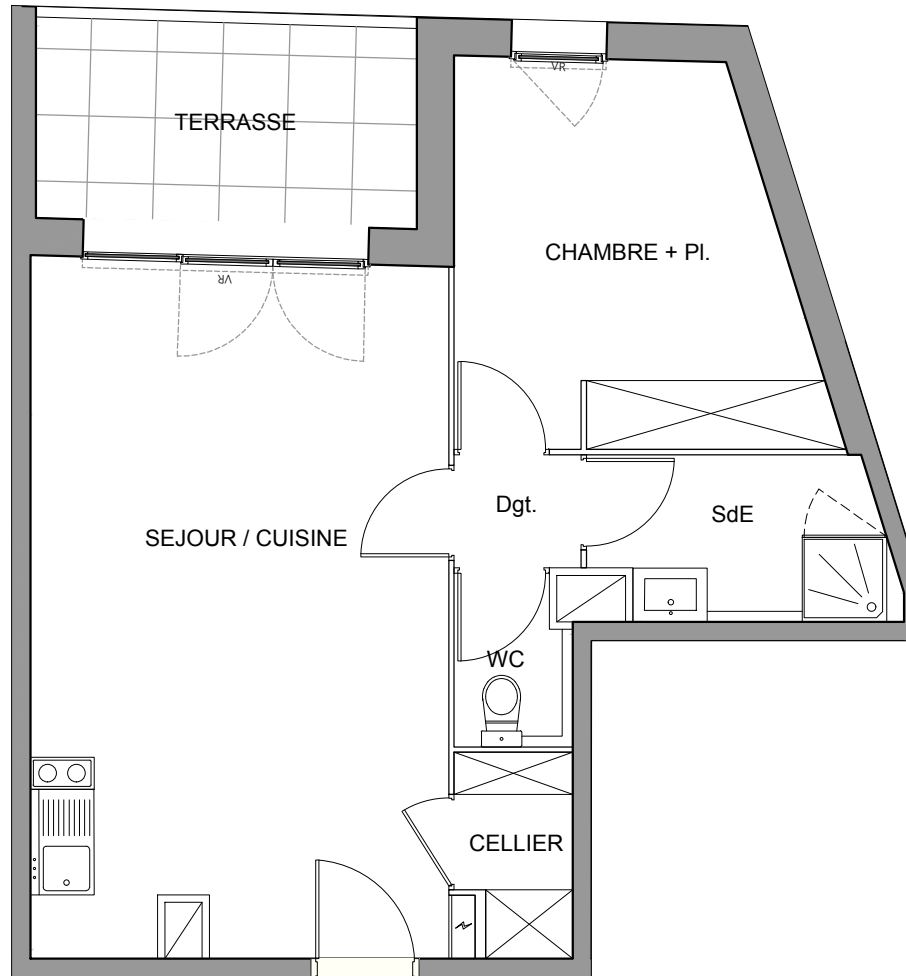 VR
TERRASSE
CHAMBRE + Pl.
VR
Dgt.
SdE
SEJOUR / CUISINE
WC
CELLIER